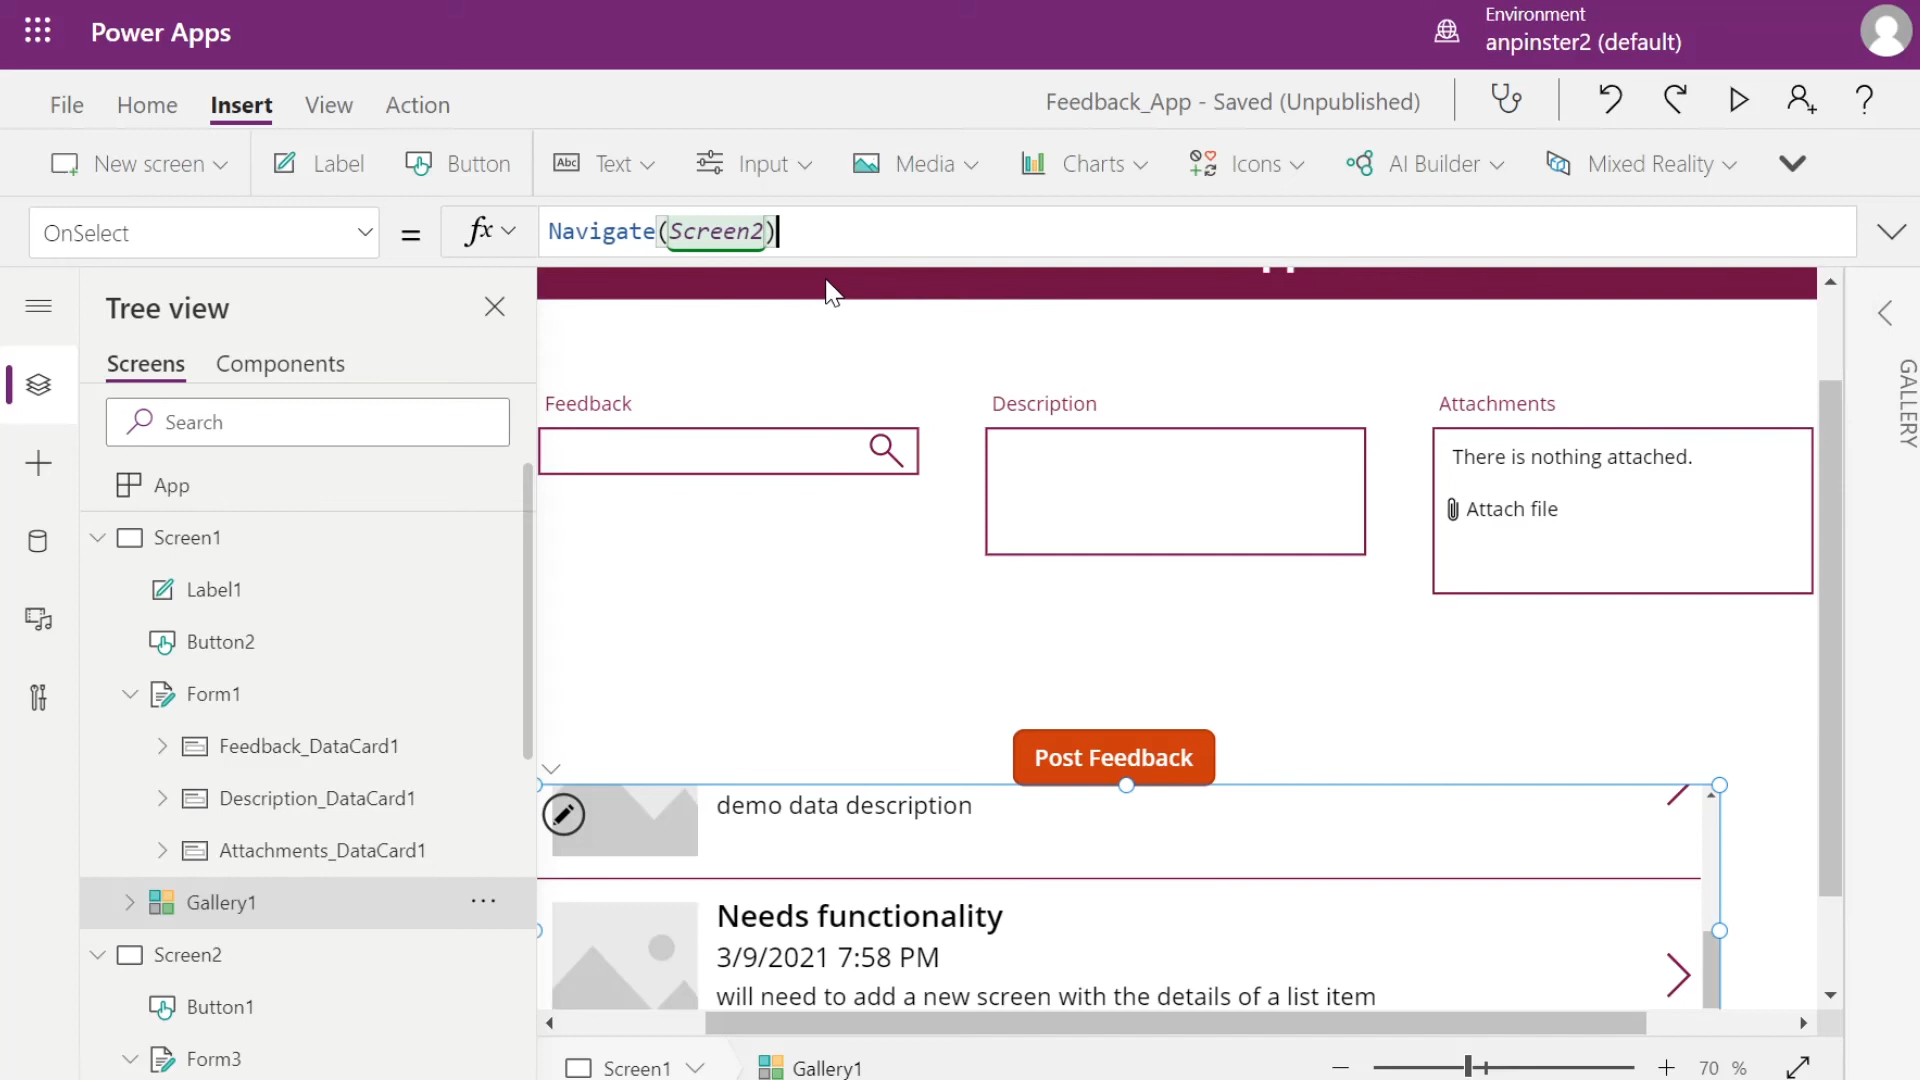 Power Apps
Environment
anpinster2 (default)
File Home Insert View Action
Feedback_App - Saved (Unpublished)
New screen Label Button Abc Text Input Media Charts Icons AI Builder Mixed Reality
OnSelect = fx Navigate(Screen2)
Tree view
Screens Components
Search
App
Screen1
Label1
Button2
Form1
Feedback_DataCard1
Description_DataCard1
Attachments_DataCard1
Gallery1 ...
Screen2
Button1
Form3
Feedback Description Attachments
There is nothing attached.
Attach file
Post Feedback
demo data description
Needs functionality
3/9/2021 7:58 PM
will need to add a new screen with the details of a list item
Screen1 Gallery1
70 %
GALLERY